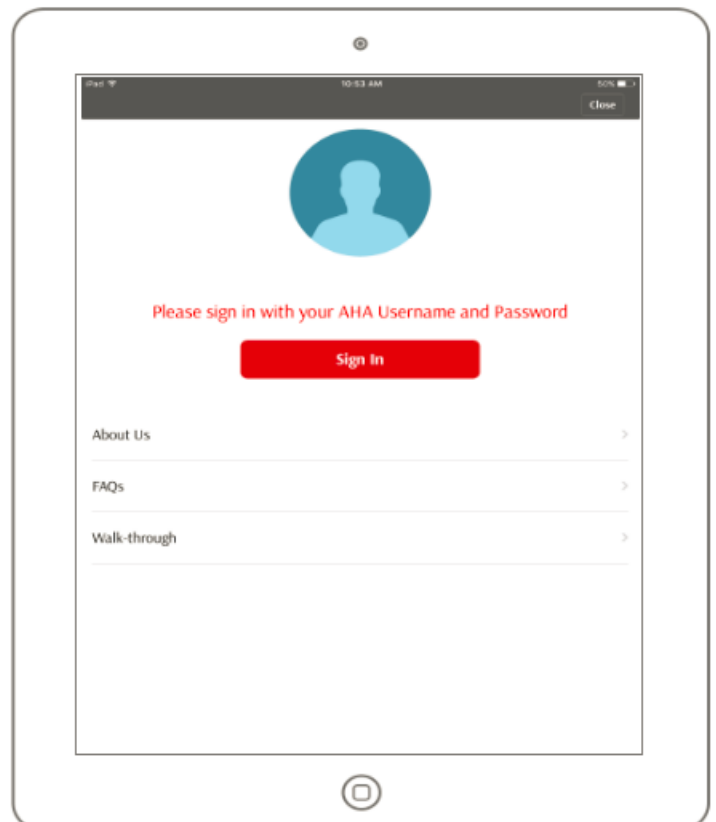 iPad
10:53 AM
50%
Close
Please sign in with your AHA Username and Password
Sign In
About Us
FAQs
Walk-through